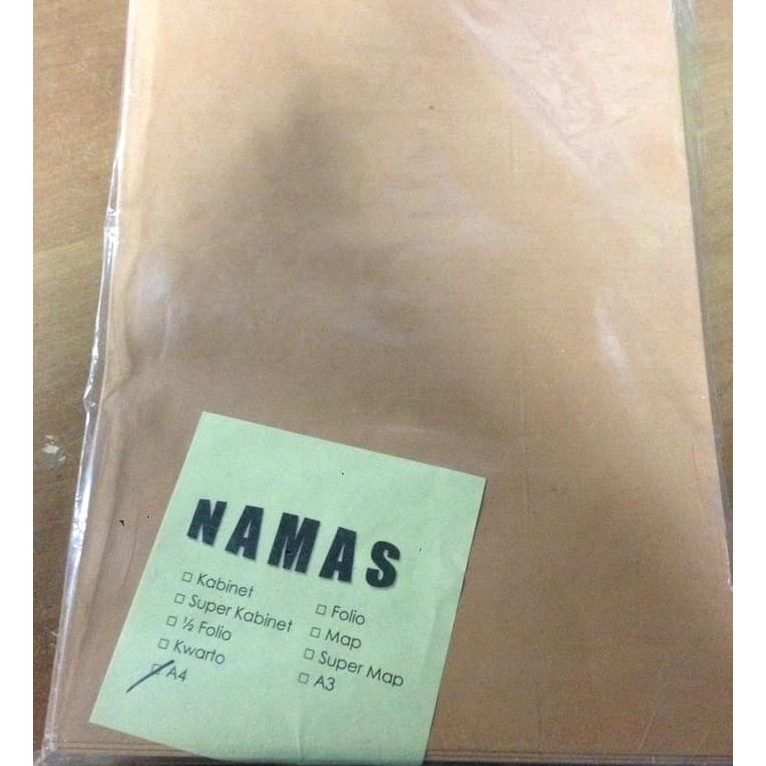 NAMAS
☐ Kabinet
☐ Super Kabinet
☐ ½ Folio
☐ Kwarto
☐ A4
☐ Folio
☐ Map
☐ Super Map
☐ A3